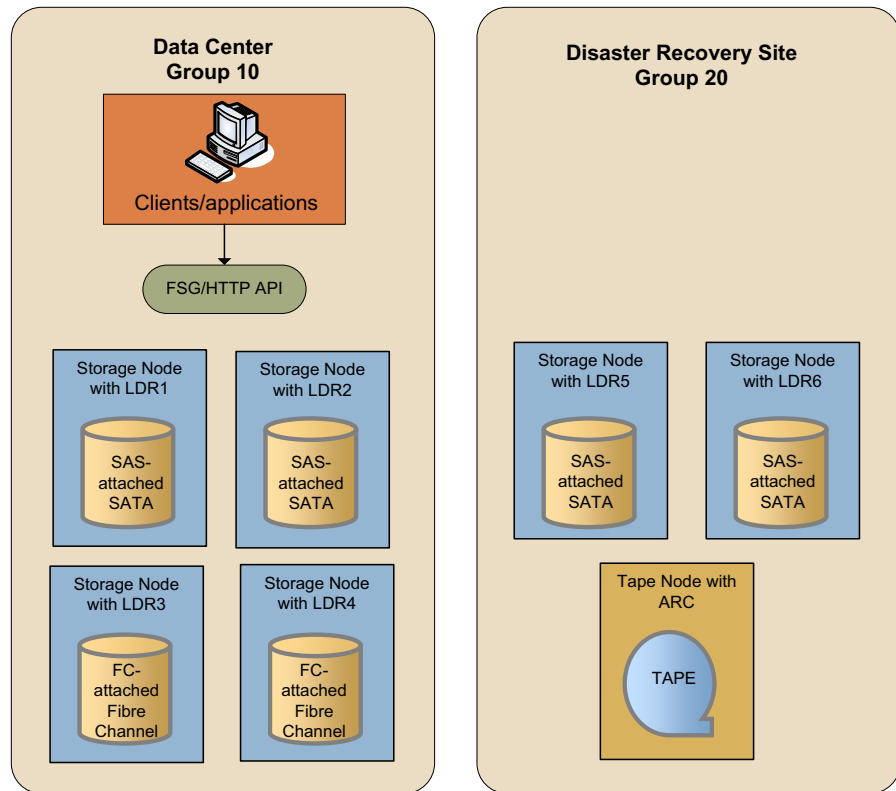 Data Center
Group 10
Clients/applications
FSG/HTTP API
Storage Node
with LDR1
SAS-
attached
SATA
Storage Node
with LDR2
SAS-
attached
SATA
Storage Node
with LDR3
FC-
attached
Fibre
Channel
Storage Node
with LDR4
FC-
attached
Fibre
Channel
Disaster Recovery Site
Group 20
Storage Node
with LDR5
SAS-
attached
SATA
Storage Node
with LDR6
SAS-
attached
SATA
Tape Node with
ARC
TAPE